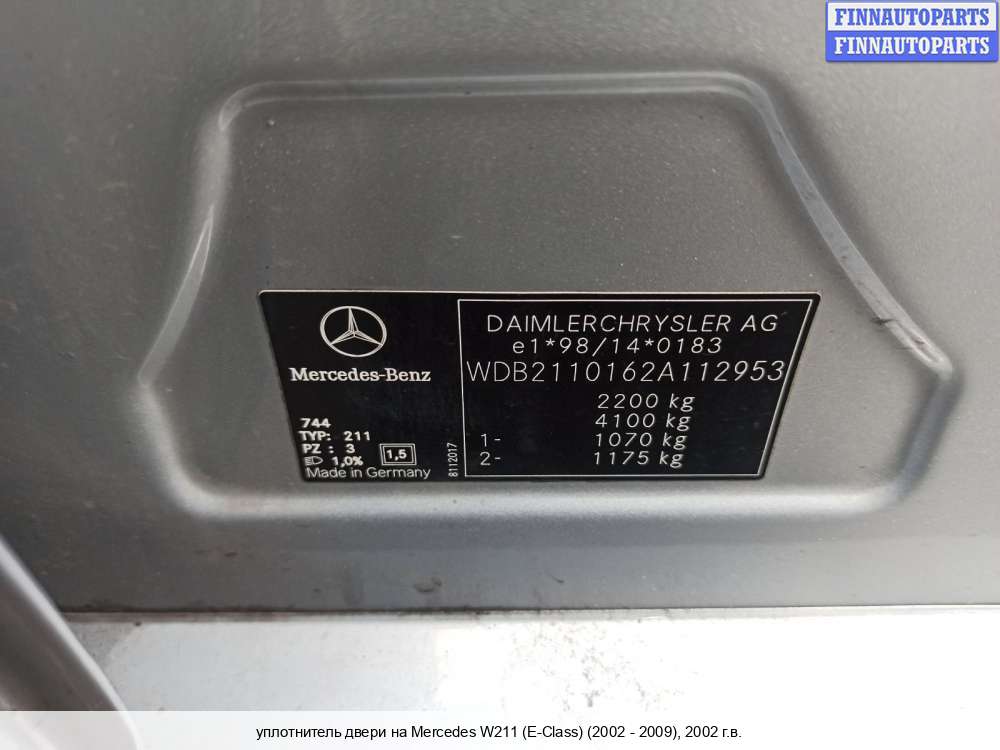 FINNAUTOPARTS
FINNAUTOPARTS
Mercedes-Benz
744
TYP: 211
PZ : 3
1,0%
1,5
Made in Germany
8112017
DAIMLERCHRYSLER AG
e1*98/14*0183
WDB2110162A112953
2200 kg
4100 kg
1- 1070 kg
2- 1175 kg
уплотнитель двери на Mercedes W211 (E-Class) (2002 - 2009), 2002 г.в.